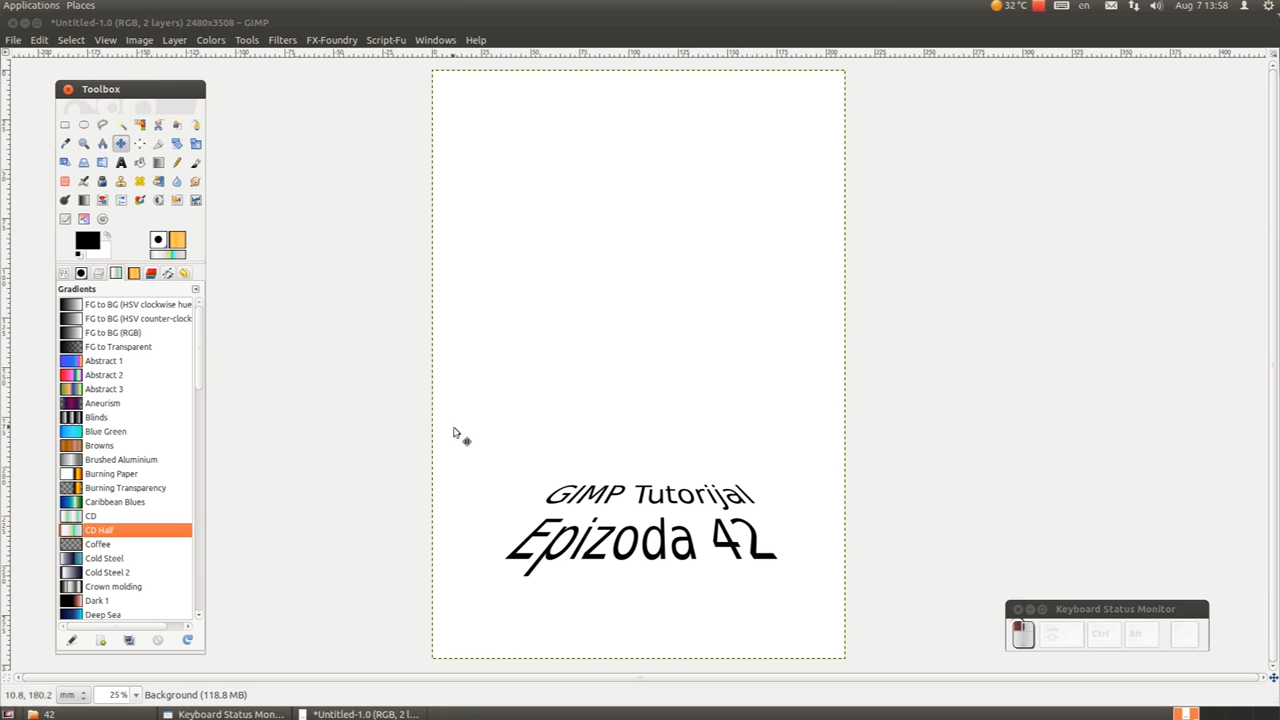 Applications Places
32 °C en Aug 7 13:58
*Untitled-1.0 (RGB, 2 layers) 2480x3508 – GIMP
File Edit Select View Image Layer Colors Tools Filters FX-Foundry Script-Fu Windows Help
Toolbox
Gradients
FG to BG (HSV clockwise hue
FG to BG (HSV counter-clock
FG to BG (RGB)
FG to Transparent
Abstract 1
Abstract 2
Abstract 3
Aneurism
Blinds
Blue Green
Browns
Brushed Aluminium
Burning Paper
Burning Transparency
Caribbean Blues
CD
CD Half
Coffee
Cold Steel
Cold Steel 2
Crown molding
Dark 1
Deep Sea
GIMP Tutorijal
Epizoda 42
Keyboard Status Monitor
Ctrl Alt
10.8, 180.2 mm 25% Background (118.8 MB)
42 Keyboard Status Mon... *Untitled-1.0 (RGB, 2 l...